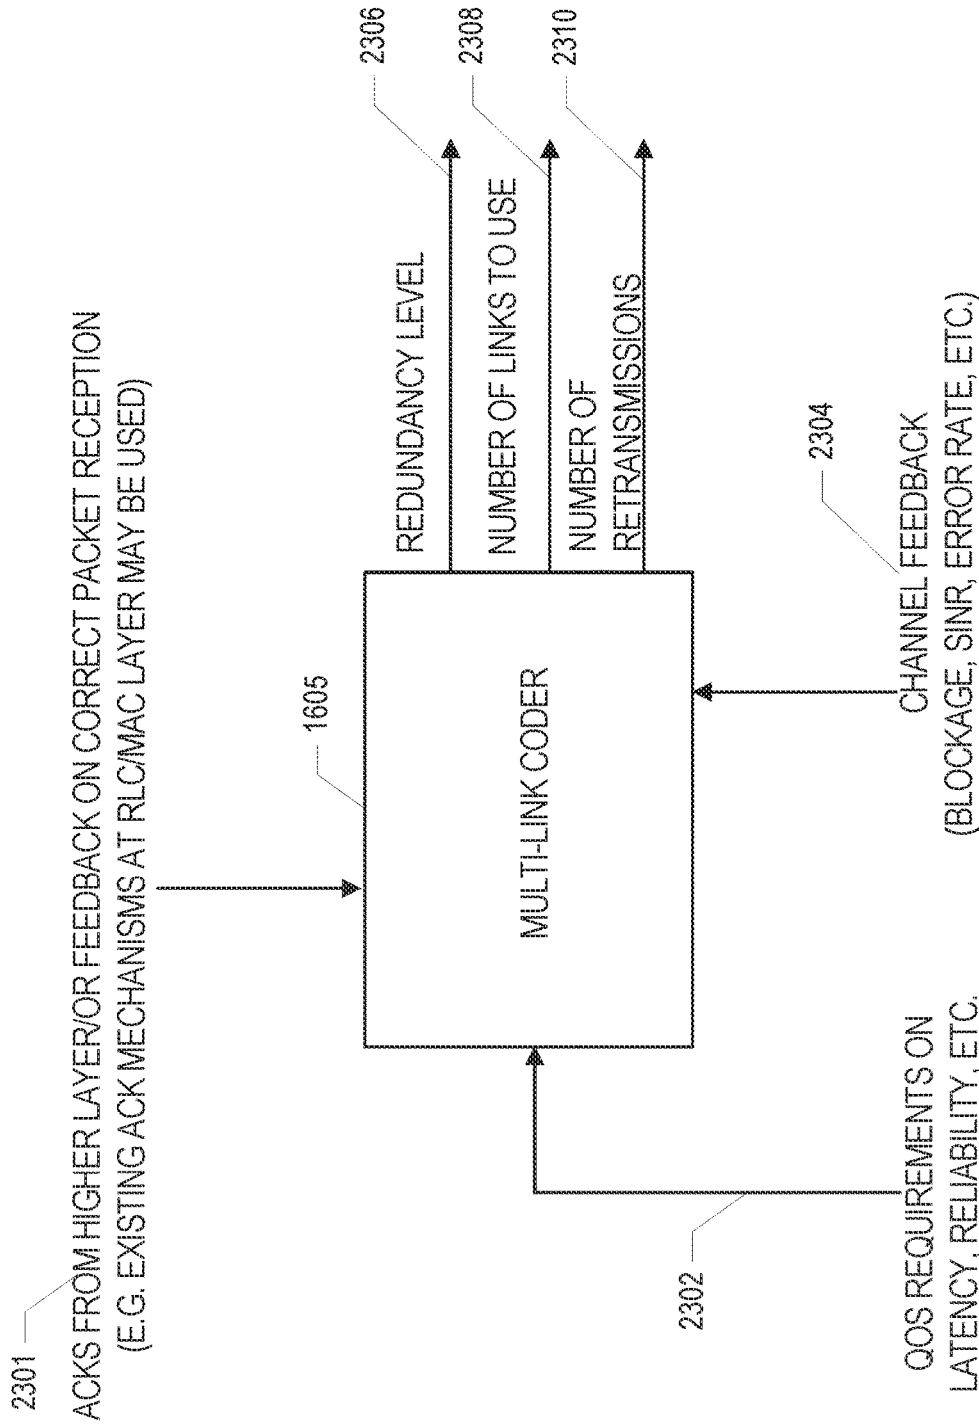 2301
ACKS FROM HIGHER LAYER/OR FEEDBACK ON CORRECT PACKET RECEPTION
(E.G. EXISTING ACK MECHANISMS AT RLC/MAC LAYER MAY BE USED)
1605
MULTI-LINK CODER
REDUNDANCY LEVEL
2306
NUMBER OF LINKS TO USE
2308
NUMBER OF
RETRANSMISSIONS
2310
2302
QOS REQUIREMENTS ON
LATENCY, RELIABILITY, ETC.
2304
CHANNEL FEEDBACK
(BLOCKAGE, SINR, ERROR RATE, ETC.)